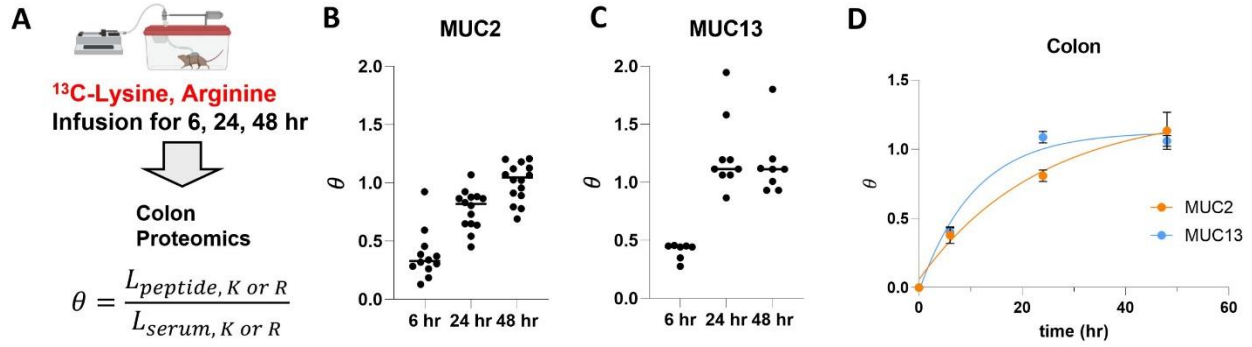 A
¹³C-Lysine, Arginine
Infusion for 6, 24, 48 hr
Colon
Proteomics
θ = L_peptide, K or R / L_serum, K or R
B
MUC2
θ
2.0
1.5
1.0
0.5
0.0
6 hr 24 hr 48 hr
C
MUC13
θ
2.0
1.5
1.0
0.5
0.0
6 hr 24 hr 48 hr
D
Colon
θ
1.5
1.0
0.5
0.0
0 20 40 60
time (hr)
MUC2
MUC13